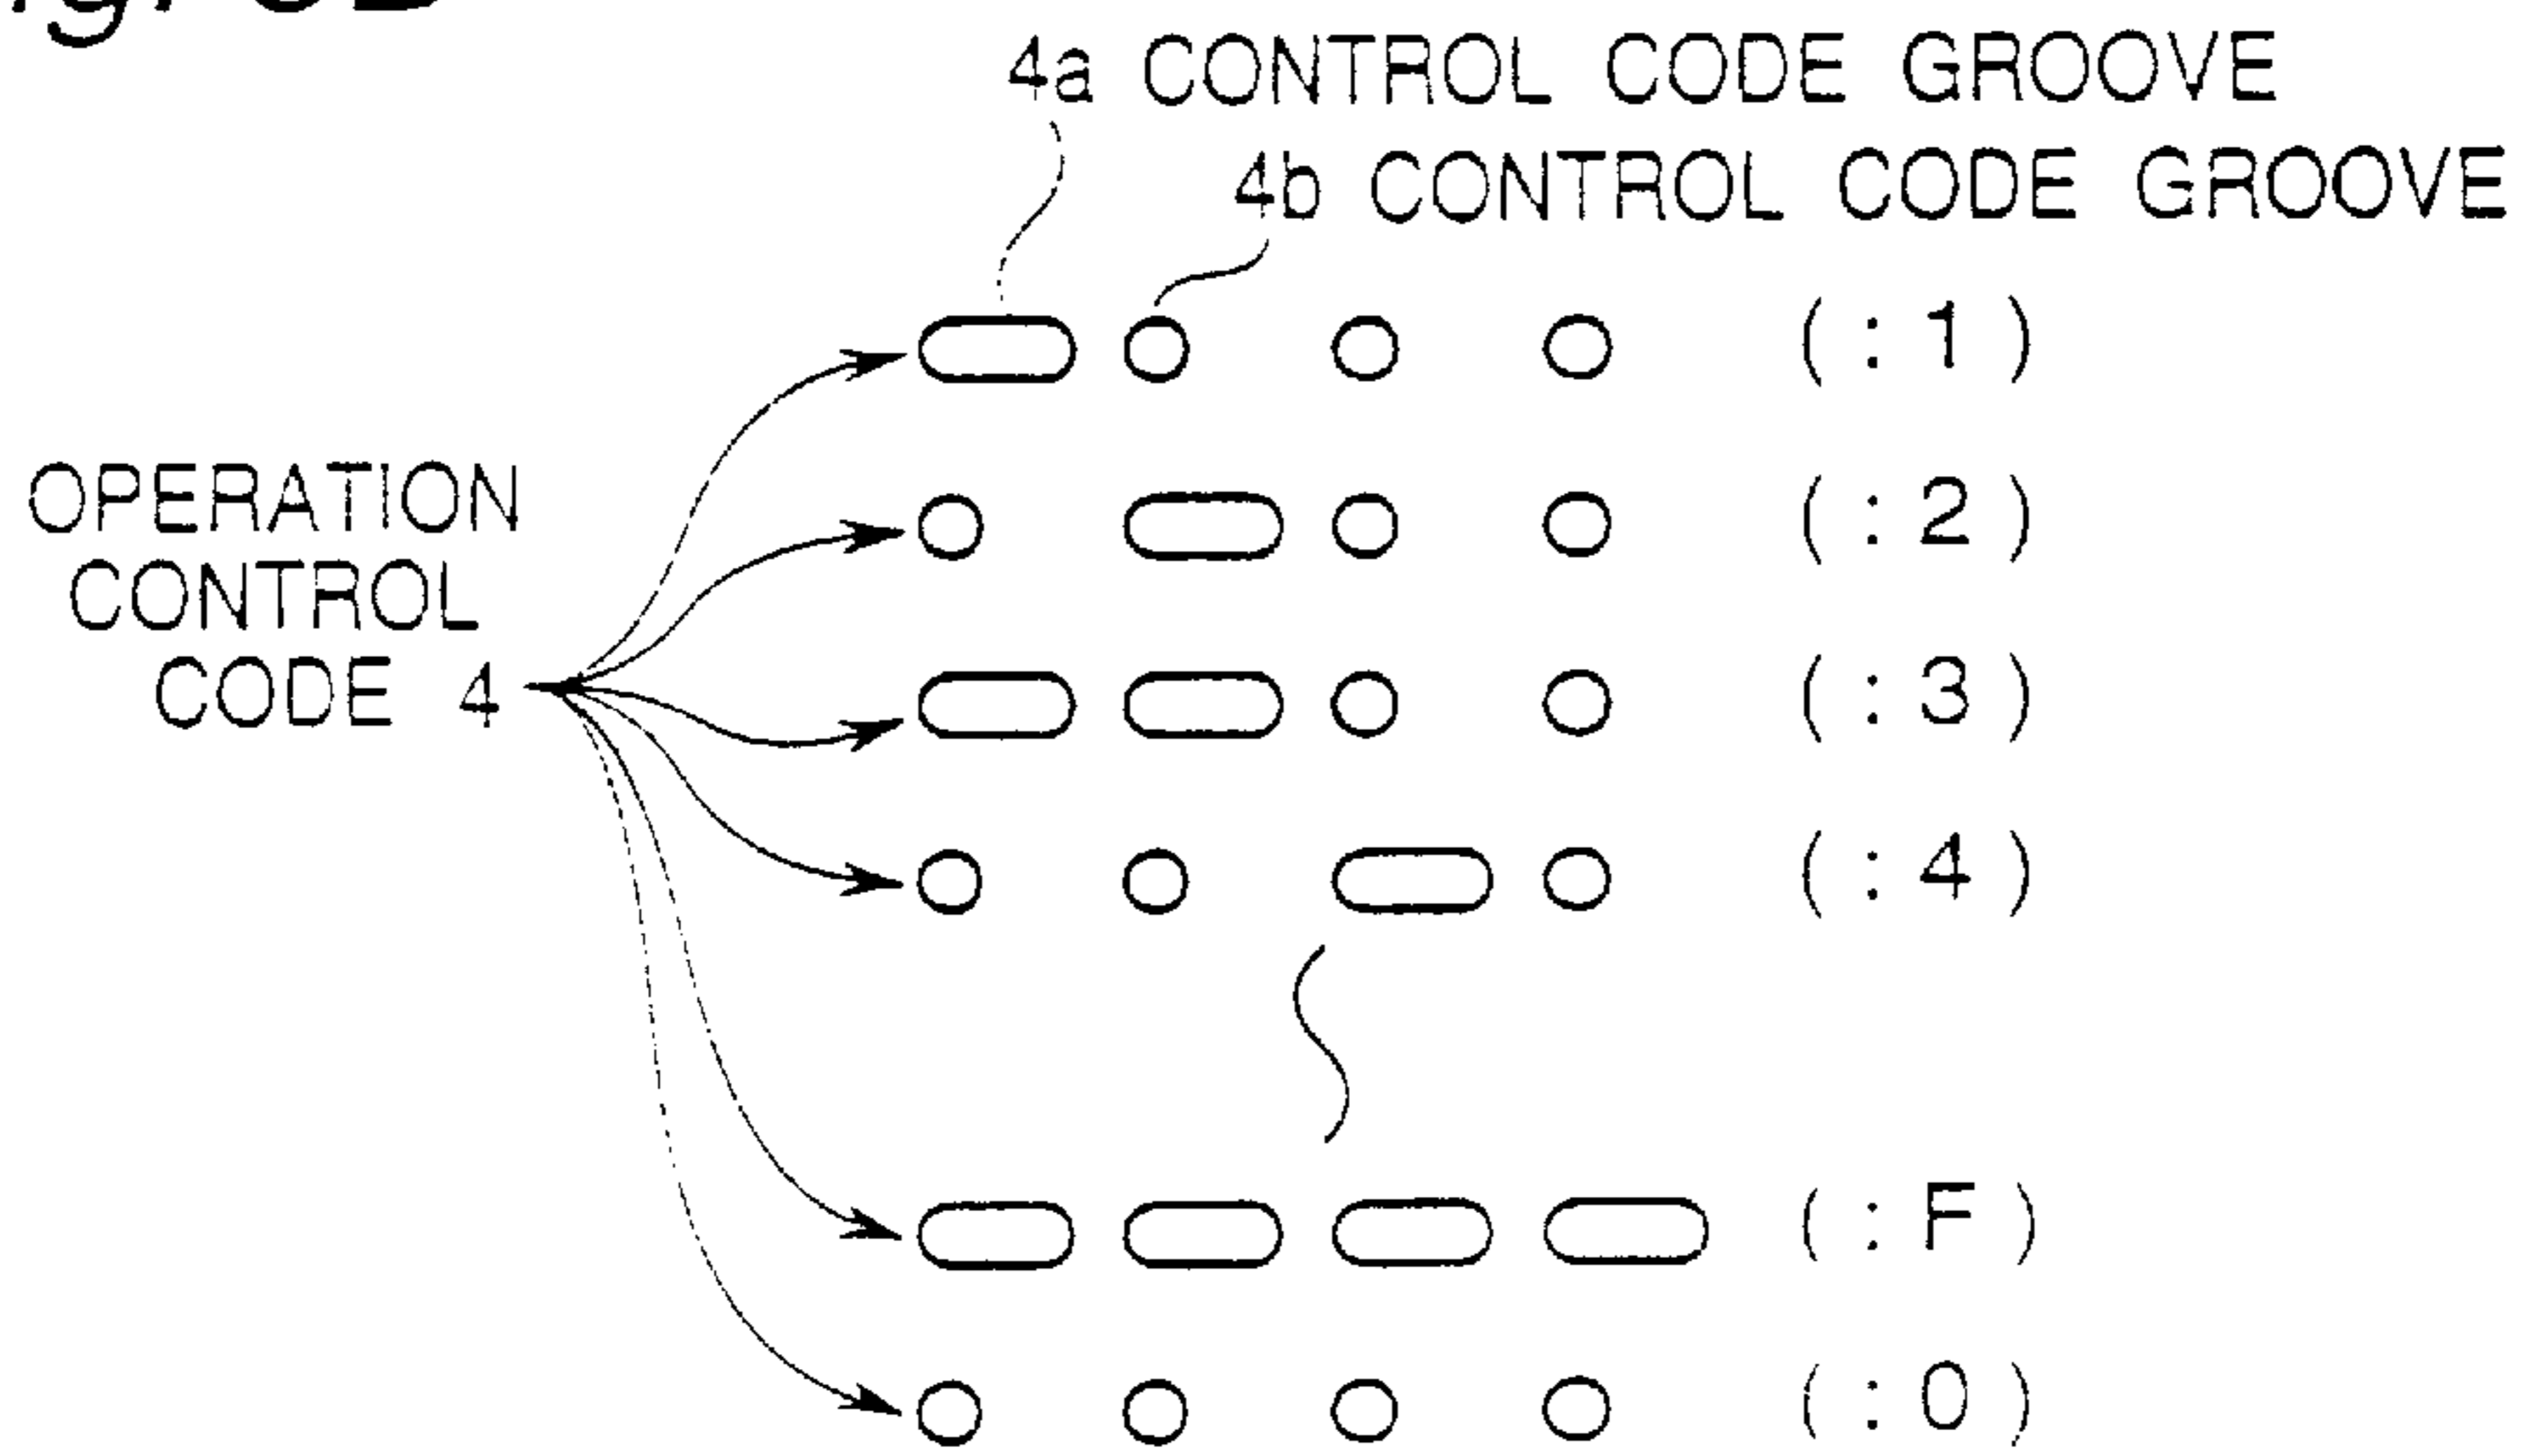 4a CONTROL CODE GROOVE
4b CONTROL CODE GROOVE
(:1)
OPERATION
CONTROL
CODE 4
(:2)
(:3)
(:4)
(:F)
(:0)